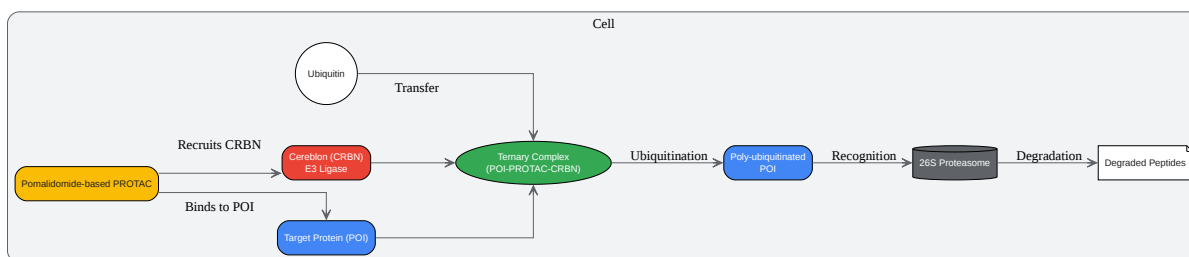 Cell
Ubiquitin
Transfer
Recruits CRBN
Cereblon (CRBN)
E3 Ligase
Pomalidomide-based PROTAC
Binds to POI
Target Protein (POI)
Ternary Complex
(POI-PROTAC-CRBN)
Ubiquitination
Poly-ubiquitinated
POI
Recognition
26S Proteasome
Degradation
Degraded Peptides